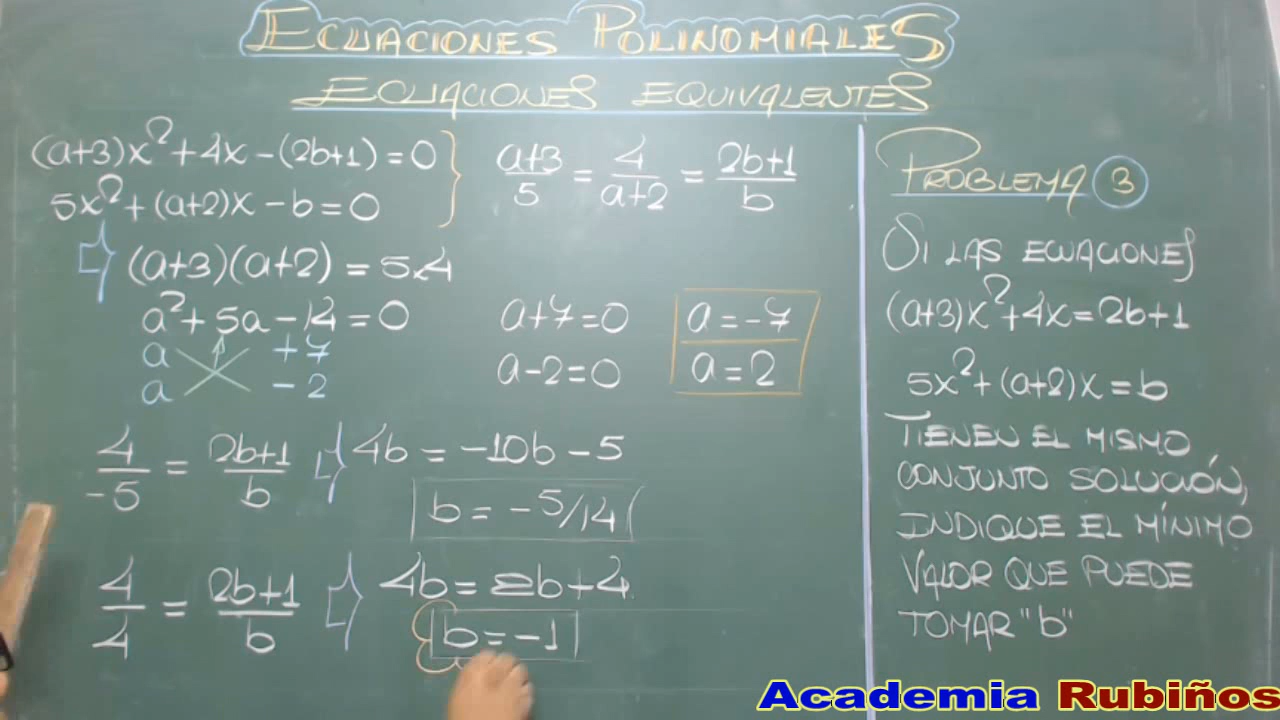 ECUACIONES POLINOMIALES
ECUACIONES EQUIVALENTES
(a+3)x²+4x-(2b+1)=0
5x²+(a+2)x-b=0
a+3/5 = 4/a+2 = 2b+1/b
(a+3)(a+2)=5.4
a²+5a-14=0
a +7
a -2
a+7=0
a-2=0
a=-7
a=2
4/-5 = 2b+1/b
4b=-10b-5
b=-5/14
4/4 = 2b+1/b
4b=8b+4
b=-1
PROBLEMA 3
SI LAS ECUACIONES
(a+3)x²+4x=2b+1
5x²+(a+2)x=b
TIENEN EL MISMO
CONJUNTO SOLUCIÓN,
INDIQUE EL MÍNIMO
VALOR QUE PUEDE
TOMAR "b"
Academia Rubiños